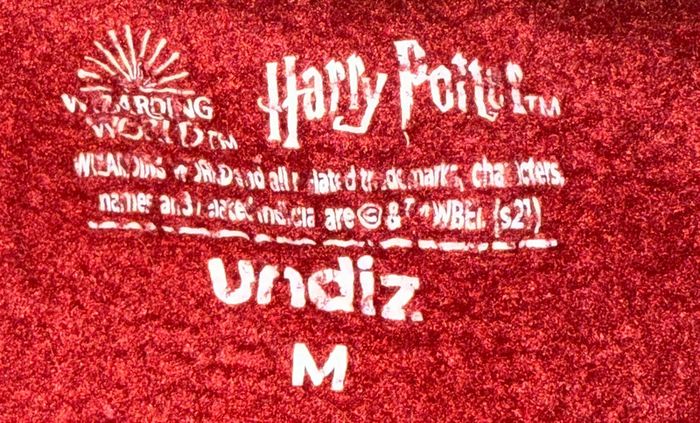 WIZARDING
WORLD TM
Harry Potter TM
WIZARDING WORLD and all related trademarks, characters,
names and related indicia are © & ™ WBEI. (s21)
undiz
M